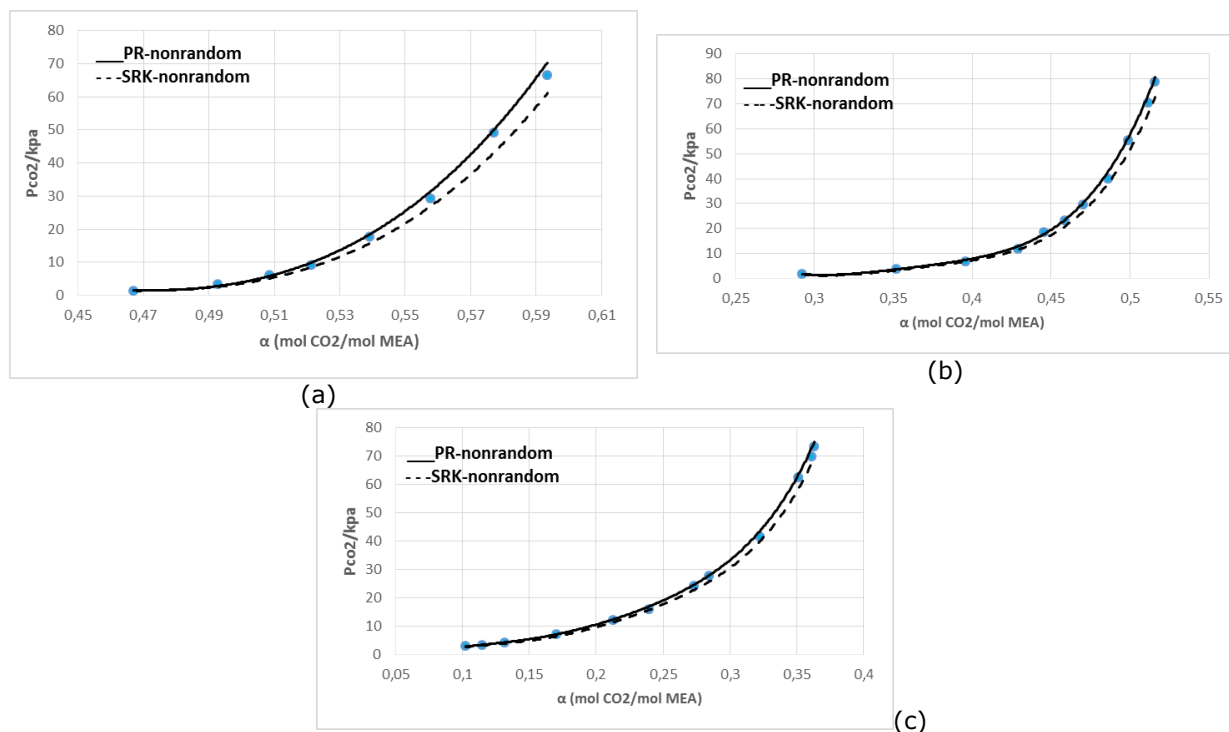 70
60
50
40
30
20
10
0
0,45 0,47 0,49 0,51 0,53 0,55 0,57 0,59 0,61
Pco2/kpa
α (mol CO2/mol MEA)
PR-nonrandom
SRK-nonrandom
80
(a)
90
80
70
60
50
40
30
20
10
0
0,25 0,3 0,35 0,4 0,45 0,5 0,55
Pco2/kpa
α (mol CO2/mol MEA)
PR-nonrandom
SRK-norandom
(b)
80
70
60
50
40
30
20
10
0
0,05 0,1 0,15 0,2 0,25 0,3 0,35 0,4
Pco2/kpa
α (mol CO2/mol MEA)
PR-nonrandom
SRK-nonrandom
(c)